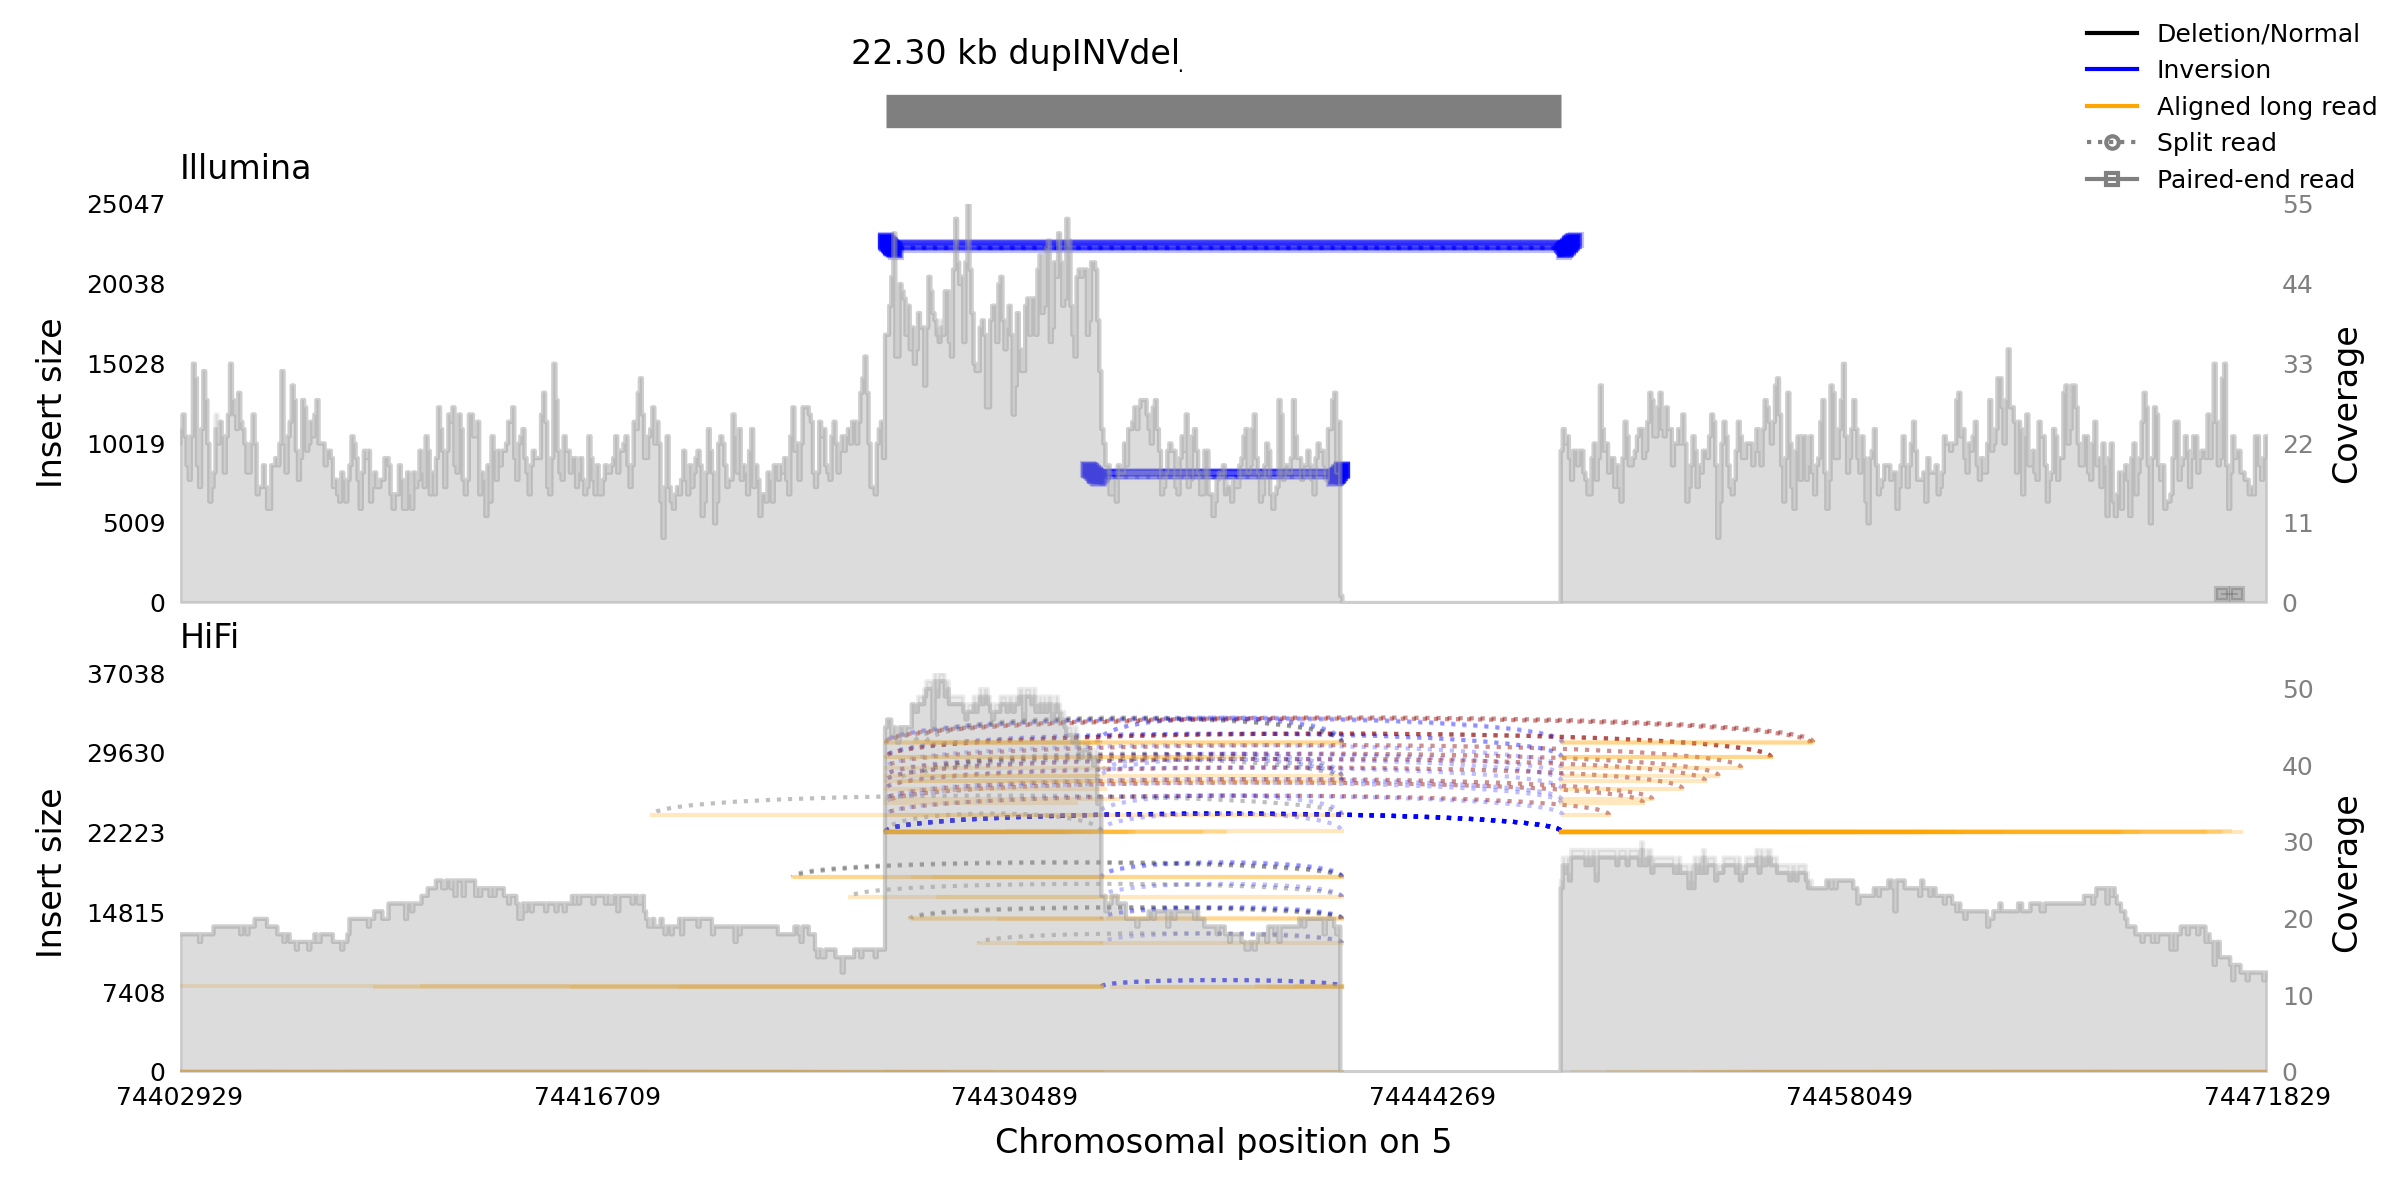 22.30 kb dupINVdel
Deletion/Normal
Inversion
Aligned long read
Split read
Paired-end read
Illumina
25047
20038
15028
10019
5009
0
Insert size
55
44
33
22
11
0
Coverage
HiFi
37038
29630
22223
14815
7408
0
Insert size
50
40
30
20
10
0
Coverage
74402929 74416709 74430489 74444269 74458049 74471829
Chromosomal position on 5